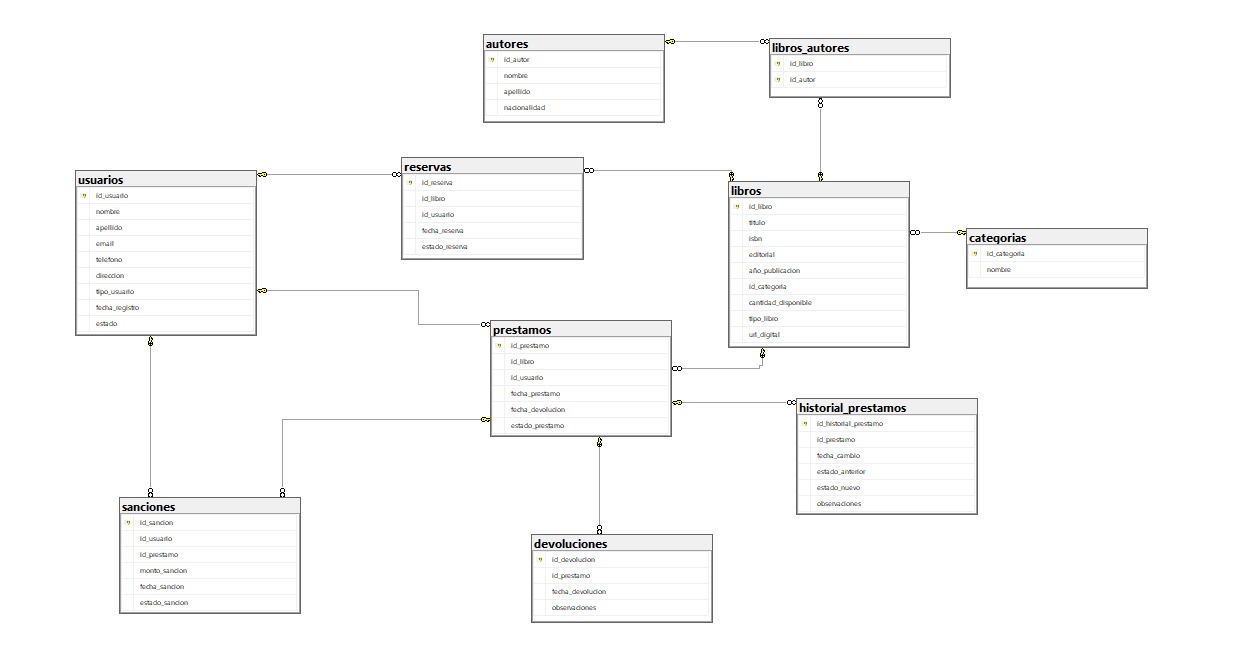 autores
id_autor
nombre
apellido
nacionalidad
libros_autores
id_libro
id_autor
usuarios
id_usuario
nombre
apellido
email
telefono
direccion
tipo_usuario
fecha_registro
estado
reservas
id_reserva
id_libro
id_usuario
fecha_reserva
estado_reserva
libros
id_libro
titulo
isbn
editorial
año_publicacion
id_categoria
cantidad_disponible
tipo_libro
url_digital
categorias
id_categoria
nombre
prestamos
id_prestamo
id_libro
id_usuario
fecha_prestamo
fecha_devolucion
estado_prestamo
historial_prestamos
id_historial_prestamo
id_prestamo
fecha_cambio
estado_anterior
estado_nuevo
observaciones
sanciones
id_sancion
id_usuario
id_prestamo
monto_sancion
fecha_sancion
estado_sancion
devoluciones
id_devolucion
id_prestamo
fecha_devolucion
observaciones